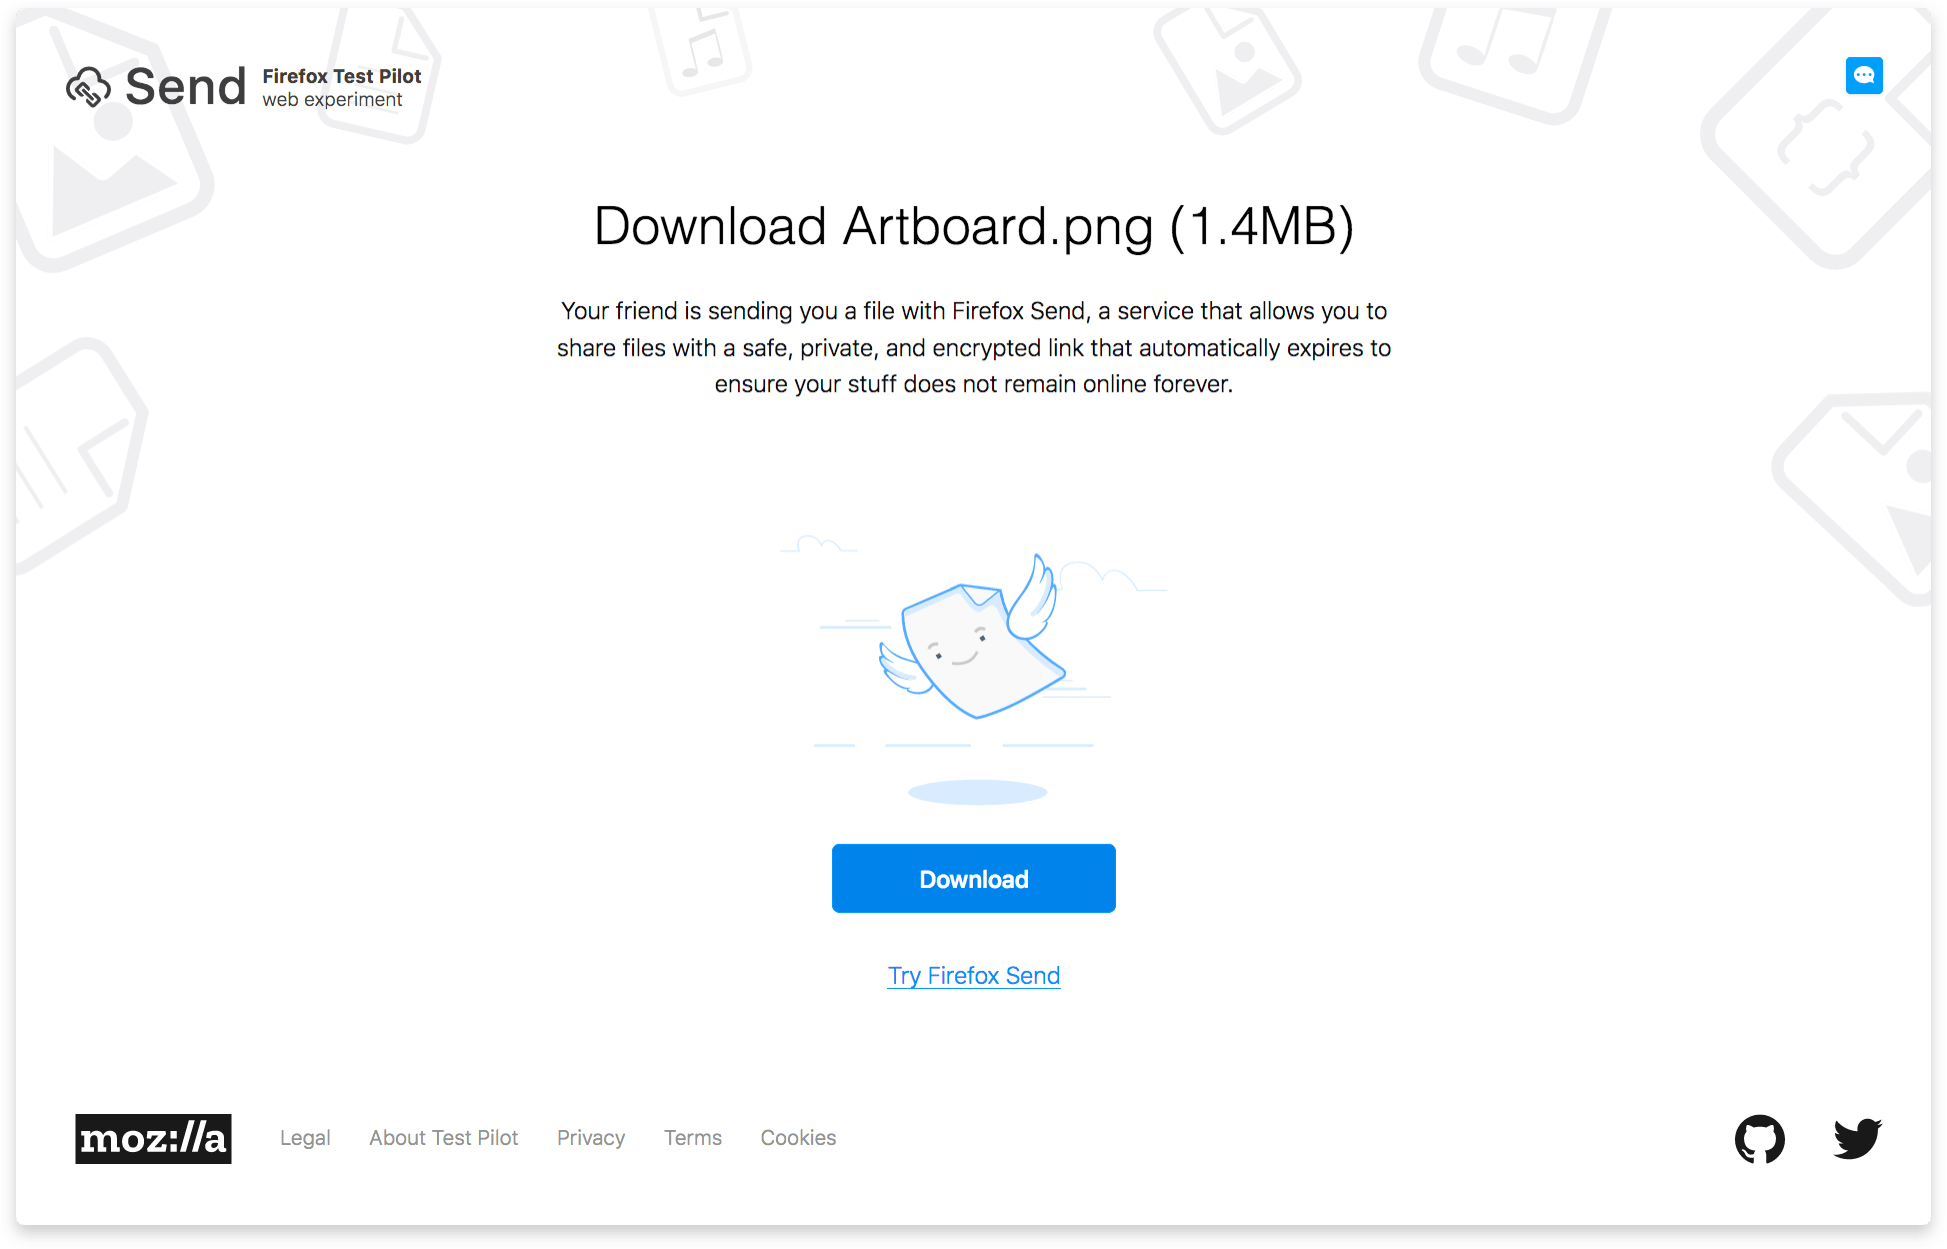 Send
Firefox Test Pilot
web experiment
Download Artboard.png (1.4MB)
Your friend is sending you a file with Firefox Send, a service that allows you to
share files with a safe, private, and encrypted link that automatically expires to
ensure your stuff does not remain online forever.
Download
Try Firefox Send
moz://a
Legal
About Test Pilot
Privacy
Terms
Cookies